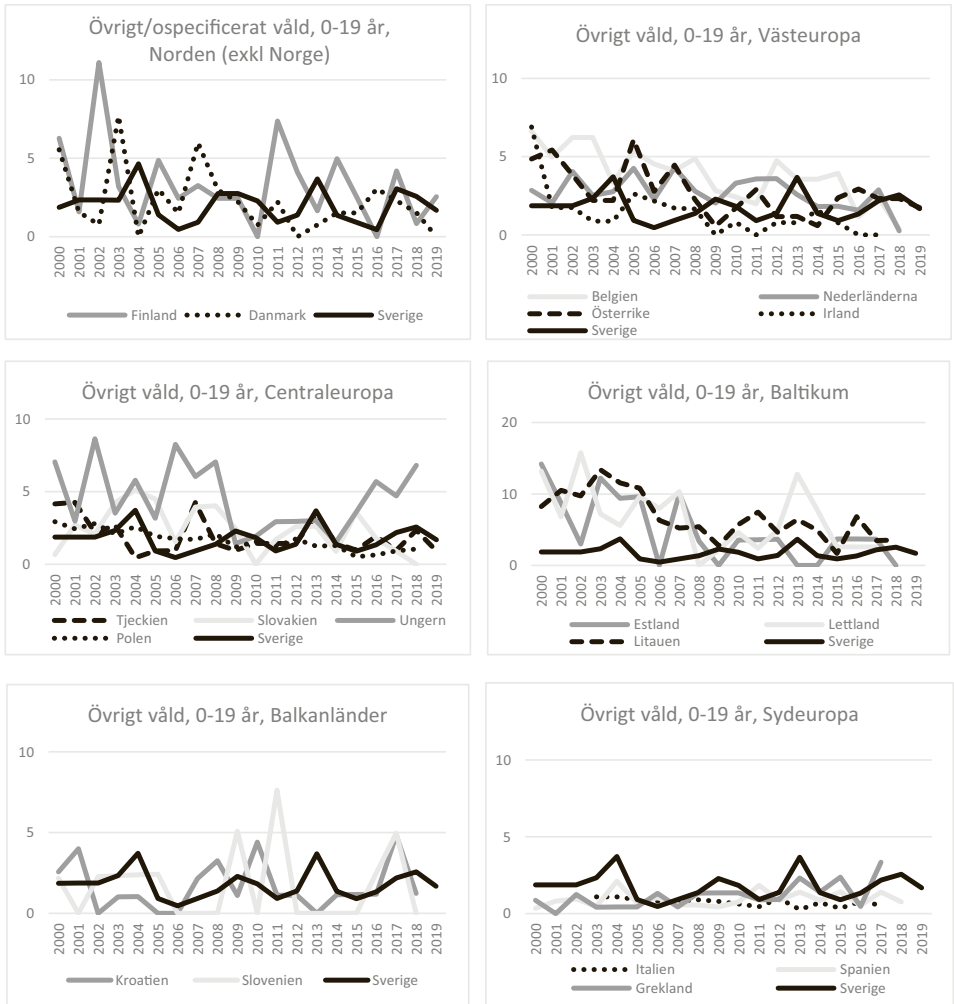 Övrigt/ospecificerat våld, 0-19 år,
Norden (exkl Norge)
10
5
0
2000 2001 2002 2003 2004 2005 2006 2007 2008 2009 2010 2011 2012 2013 2014 2015 2016 2017 2018 2019
Finland Danmark Sverige
Övrigt våld, 0-19 år, Västeuropa
10
5
0
2000 2001 2002 2003 2004 2005 2006 2007 2008 2009 2010 2011 2012 2013 2014 2015 2016 2017 2018 2019
Belgien Nederländerna
Österrike Irland
Sverige
Övrigt våld, 0-19 år, Centraleuropa
10
5
0
2000 2001 2002 2003 2004 2005 2006 2007 2008 2009 2010 2011 2012 2013 2014 2015 2016 2017 2018 2019
Tjeckien Slovakien Ungern
Polen Sverige
Övrigt våld, 0-19 år, Baltikum
20
10
0
2000 2001 2002 2003 2004 2005 2006 2007 2008 2009 2010 2011 2012 2013 2014 2015 2016 2017 2018 2019
Estland Lettland
Litauen Sverige
Övrigt våld, 0-19 år, Balkanländer
10
5
0
2000 2001 2002 2003 2004 2005 2006 2007 2008 2009 2010 2011 2012 2013 2014 2015 2016 2017 2018 2019
Kroatien Slovenien Sverige
Övrigt våld, 0-19 år, Sydeuropa
10
5
0
2000 2001 2002 2003 2004 2005 2006 2007 2008 2009 2010 2011 2012 2013 2014 2015 2016 2017 2018 2019
Italien Spanien
Grekland Sverige